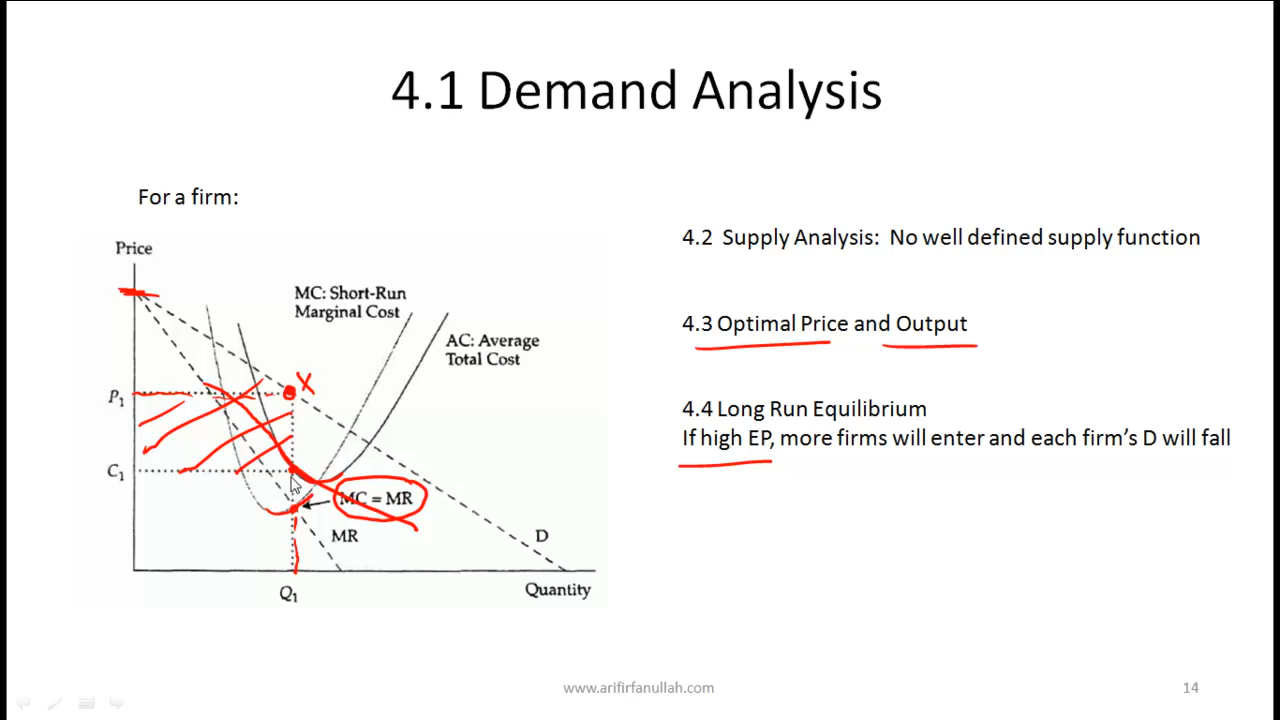 4.1 Demand Analysis
For a firm:
Price
MC: Short-Run
Marginal Cost
AC: Average
Total Cost
X
P1
C1
MC = MR
MR
D
Q1
Quantity
4.2 Supply Analysis: No well defined supply function
4.3 Optimal Price and Output
4.4 Long Run Equilibrium
If high EP, more firms will enter and each firm's D will fall
www.arifirfanullah.com
14